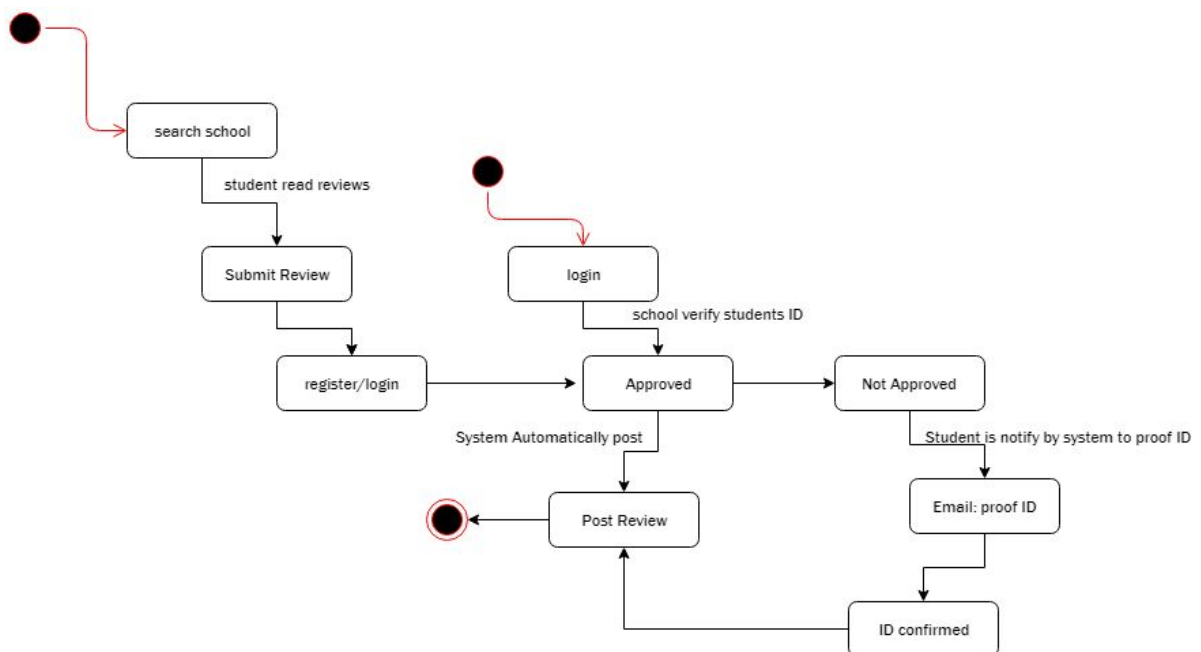 search school
student read reviews
Submit Review
login
school verify students ID
register/login
Approved
Not Approved
System Automatically post
Student is notify by system to proof ID
Post Review
Email: proof ID
ID confirmed